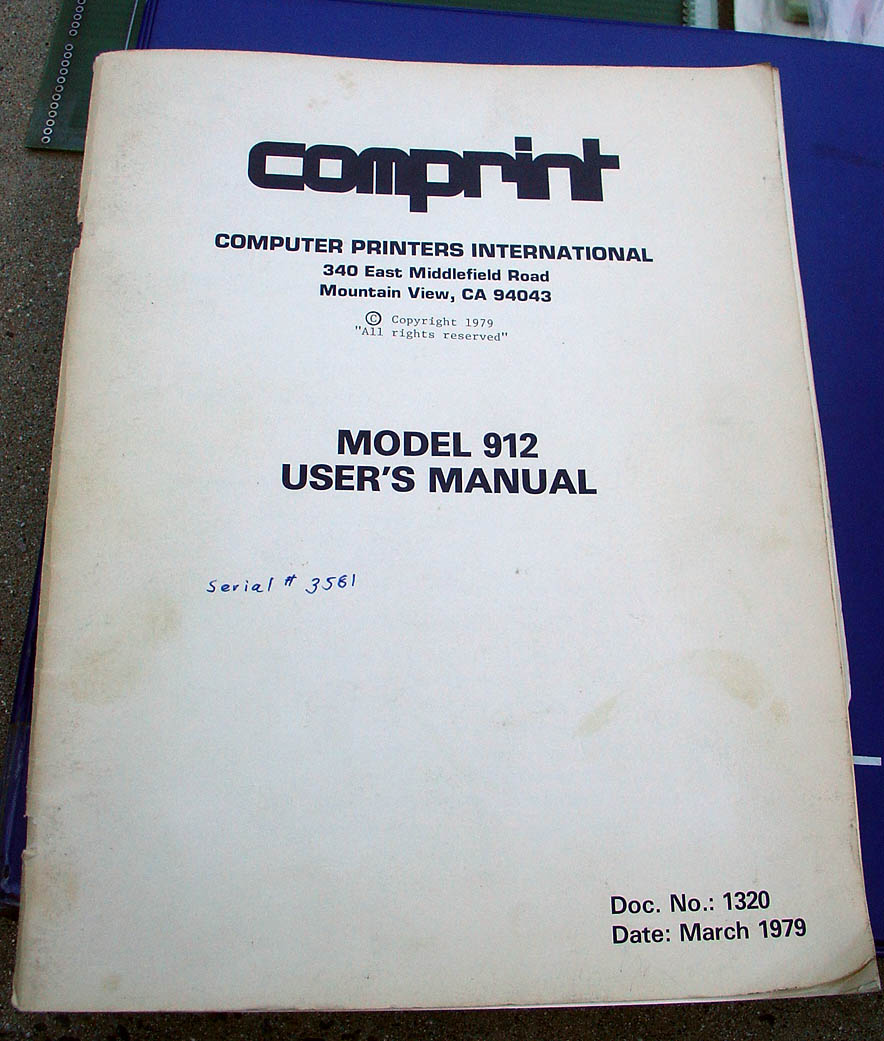 comprint
COMPUTER PRINTERS INTERNATIONAL
340 East Middlefield Road
Mountain View, CA 94043
© Copyright 1979
"All rights reserved"
MODEL 912
USER'S MANUAL
Serial # 3561
Doc. No.: 1320
Date: March 1979